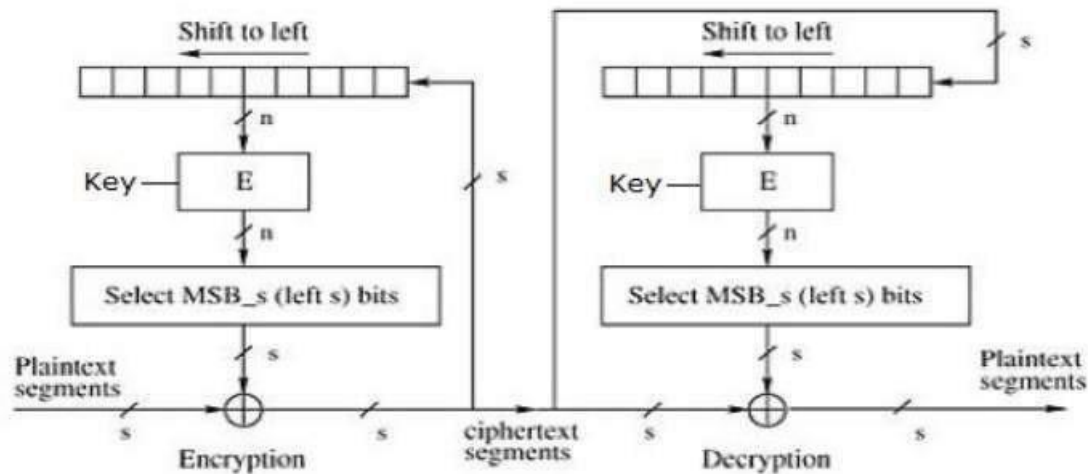 Shift to left
n
Key
E
n
Select MSB_s (left s) bits
s
s
Plaintext
segments
s
s
ciphertext
segments
Encryption
Shift to left
s
n
Key
E
n
Select MSB_s (left s) bits
s
Plaintext
segments
s
s
Decryption